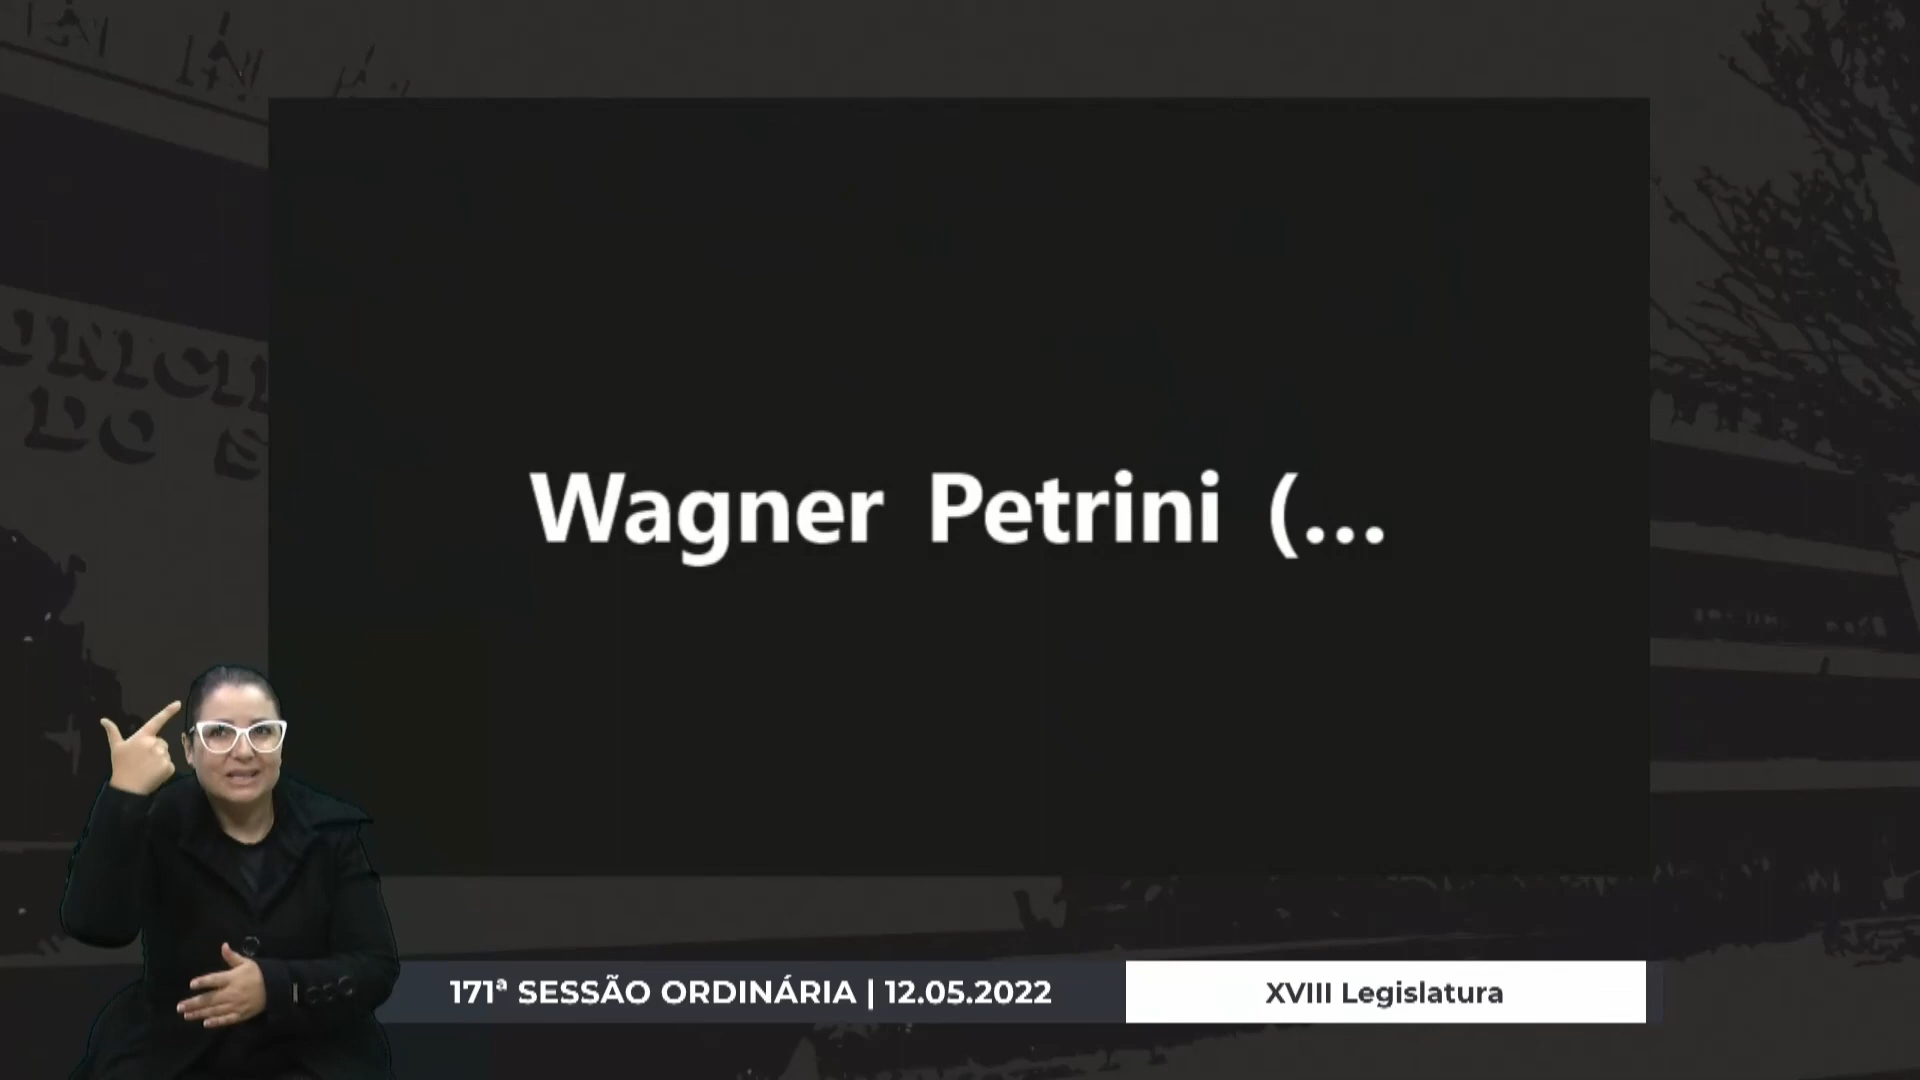 Wagner Petrini (...
171ª SESSÃO ORDINÁRIA | 12.05.2022
XVIII Legislatura